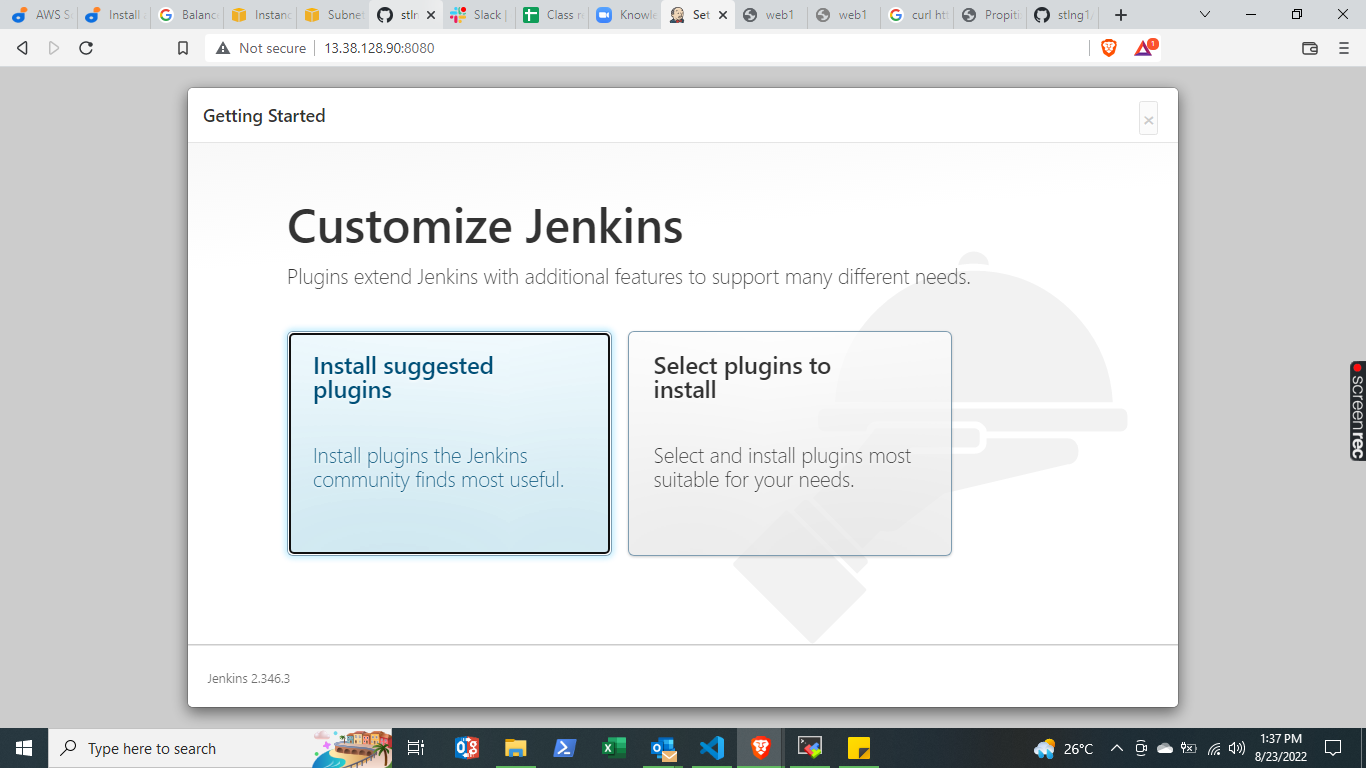 AWS S
Install
Balanc
Instanc
Subnet
stln
Slack |
Class re
Knowle
Set
web1
web1
curl htt
Propiti
stlng1/
Not secure
13.38.128.90:8080
1
Getting Started
Customize Jenkins
Plugins extend Jenkins with additional features to support many different needs.
Install suggested
plugins
Install plugins the Jenkins
community finds most useful.
Select plugins to
install
Select and install plugins most
suitable for your needs.
Jenkins 2.346.3
screenrec
Type here to search
26°C
1:37 PM
8/23/2022